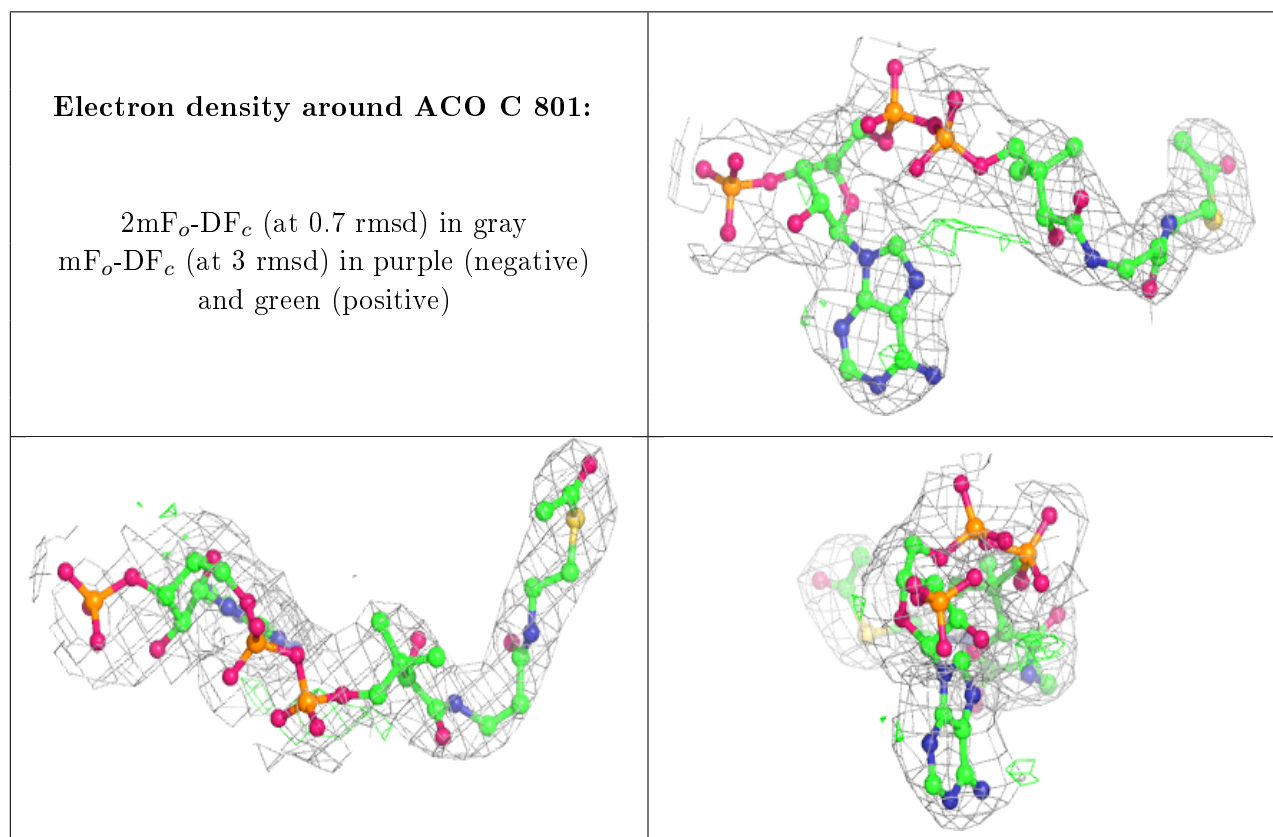 Electron density around ACO C 801:
2mFo-DFc (at 0.7 rmsd) in gray
mFo-DFc (at 3 rmsd) in purple (negative)
and green (positive)